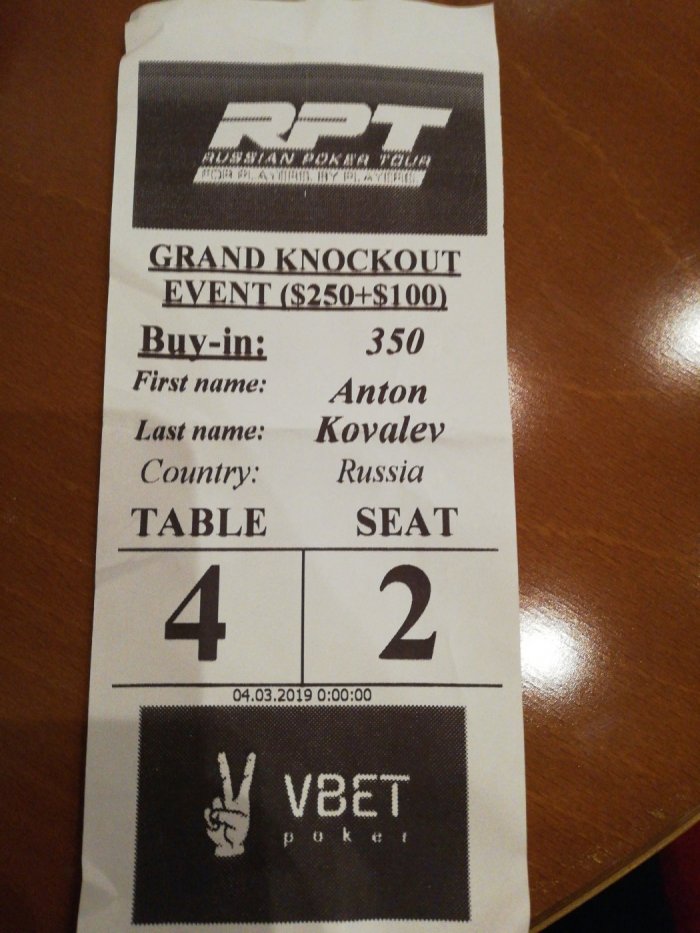 RPT
RUSSIAN POKER TOUR
FOR PLAYERS, BY PLAYERS
GRAND KNOCKOUT
EVENT ($250+$100)
Buy-in: 350
First name: Anton
Last name: Kovalev
Country: Russia
TABLE SEAT
4 2
04.03.2019 0:00:00
VBET
poker